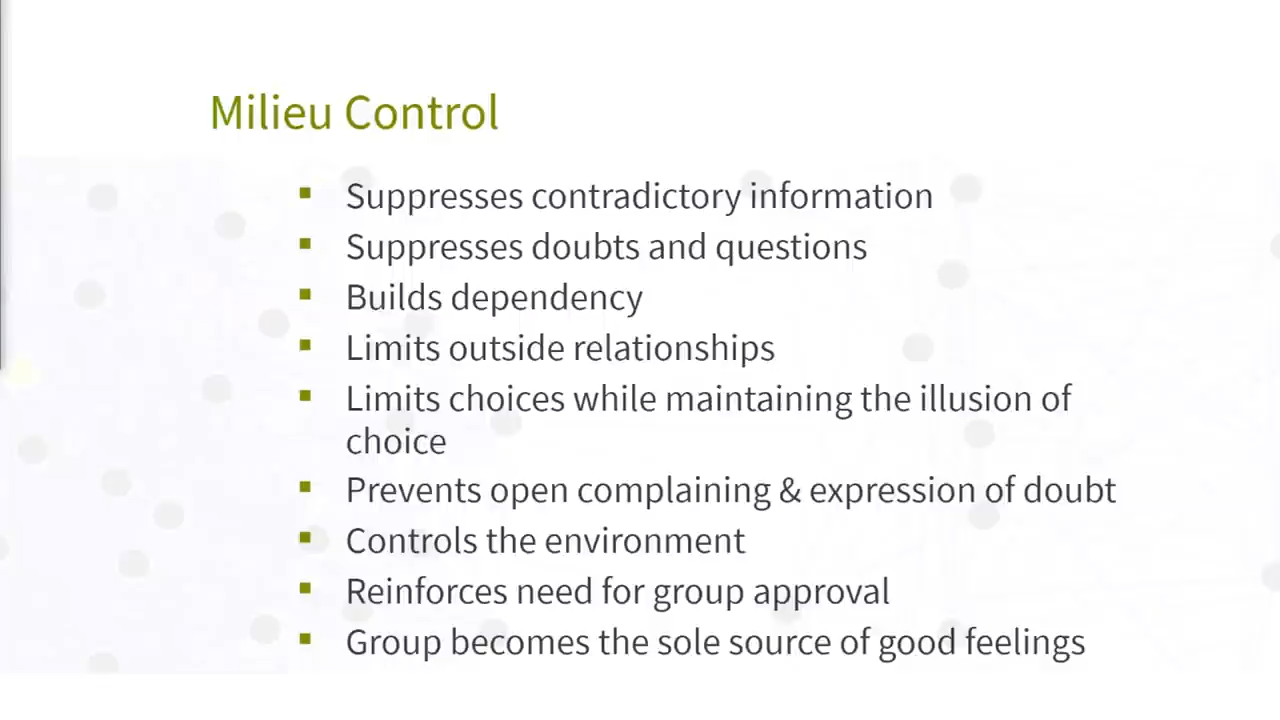 Milieu Control
▪ Suppresses contradictory information
▪ Suppresses doubts and questions
▪ Builds dependency
▪ Limits outside relationships
▪ Limits choices while maintaining the illusion of
choice
▪ Prevents open complaining & expression of doubt
▪ Controls the environment
▪ Reinforces need for group approval
▪ Group becomes the sole source of good feelings